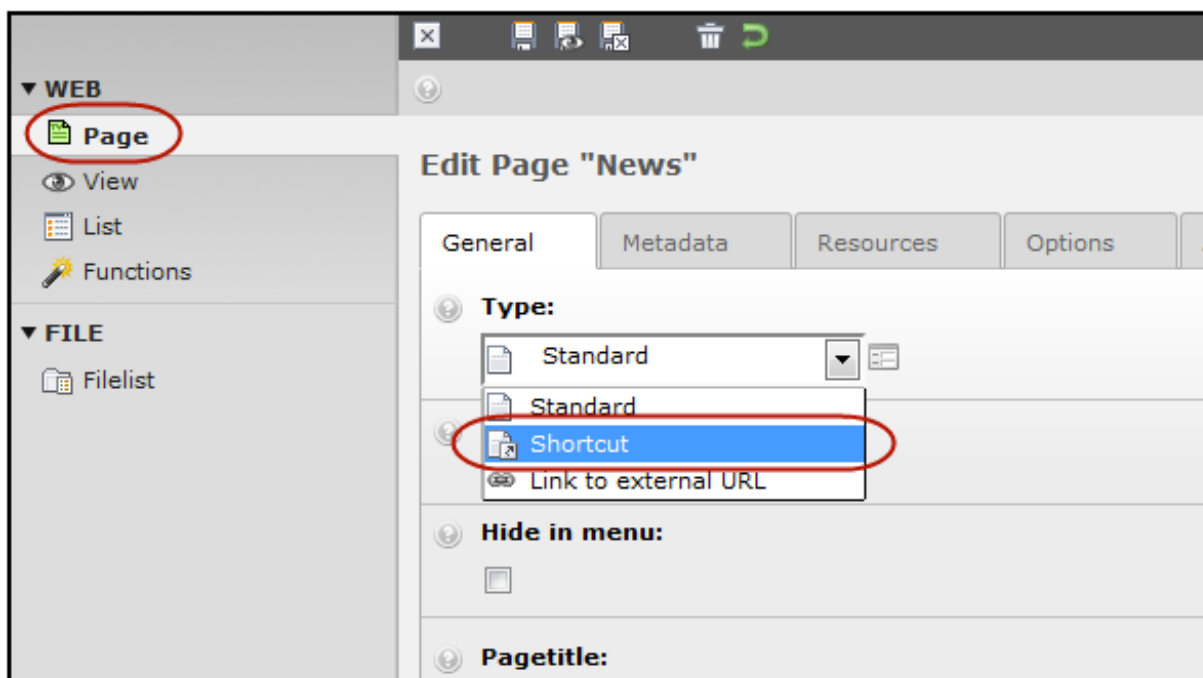 WEB
Page
View
List
Functions
FILE
Filelist
Edit Page "News"
General Metadata Resources Options
Type:
Standard
Standard
Shortcut
Link to external URL
Hide in menu:
Pagetitle: